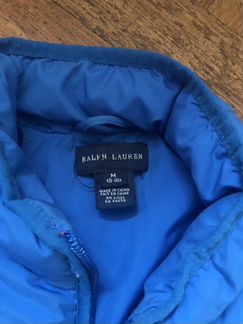 RALPH LAUREN
M
(8-10)
MADE IN CHINA
FAIT EN CHINE